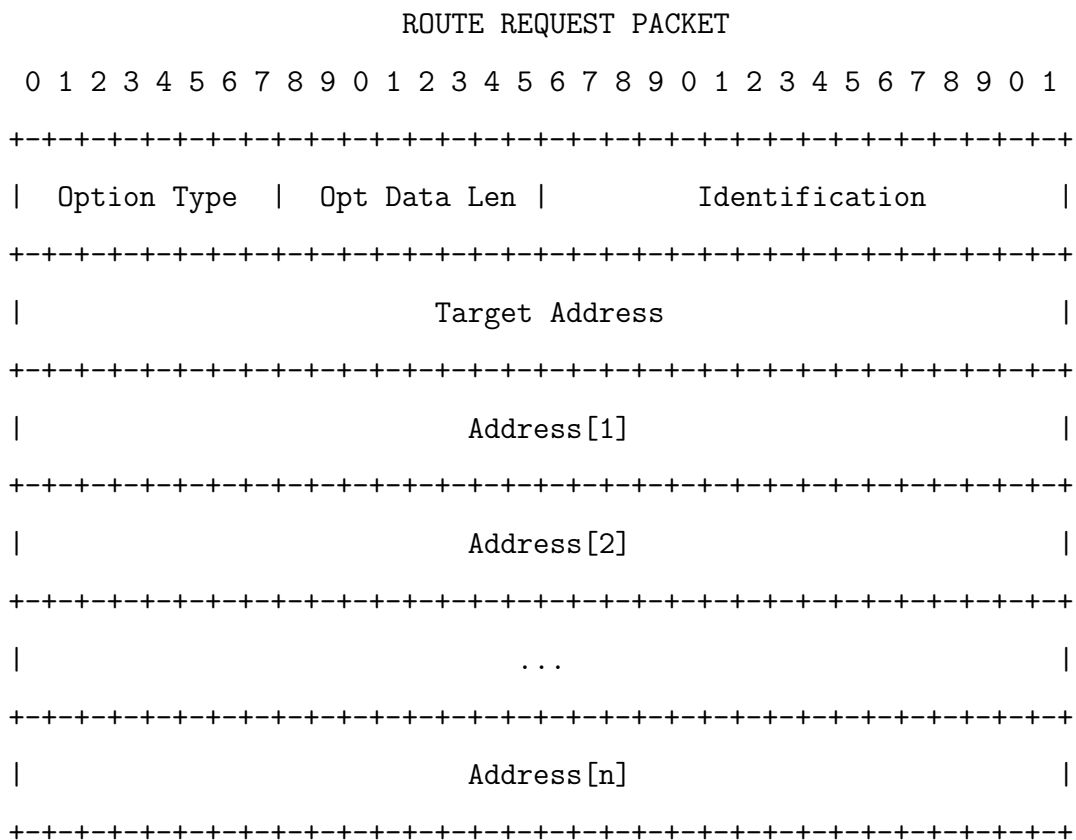 ROUTE REQUEST PACKET
 0 1 2 3 4 5 6 7 8 9 0 1 2 3 4 5 6 7 8 9 0 1 2 3 4 5 6 7 8 9 0 1
+-+-+-+-+-+-+-+-+-+-+-+-+-+-+-+-+-+-+-+-+-+-+-+-+-+-+-+-+-+-+-+-+
|  Option Type  |  Opt Data Len |         Identification        |
+-+-+-+-+-+-+-+-+-+-+-+-+-+-+-+-+-+-+-+-+-+-+-+-+-+-+-+-+-+-+-+-+
|                         Target Address                        |
+-+-+-+-+-+-+-+-+-+-+-+-+-+-+-+-+-+-+-+-+-+-+-+-+-+-+-+-+-+-+-+-+
|                           Address[1]                          |
+-+-+-+-+-+-+-+-+-+-+-+-+-+-+-+-+-+-+-+-+-+-+-+-+-+-+-+-+-+-+-+-+
|                           Address[2]                          |
+-+-+-+-+-+-+-+-+-+-+-+-+-+-+-+-+-+-+-+-+-+-+-+-+-+-+-+-+-+-+-+-+
|                              ...                              |
+-+-+-+-+-+-+-+-+-+-+-+-+-+-+-+-+-+-+-+-+-+-+-+-+-+-+-+-+-+-+-+-+
|                           Address[n]                          |
+-+-+-+-+-+-+-+-+-+-+-+-+-+-+-+-+-+-+-+-+-+-+-+-+-+-+-+-+-+-+-+-+